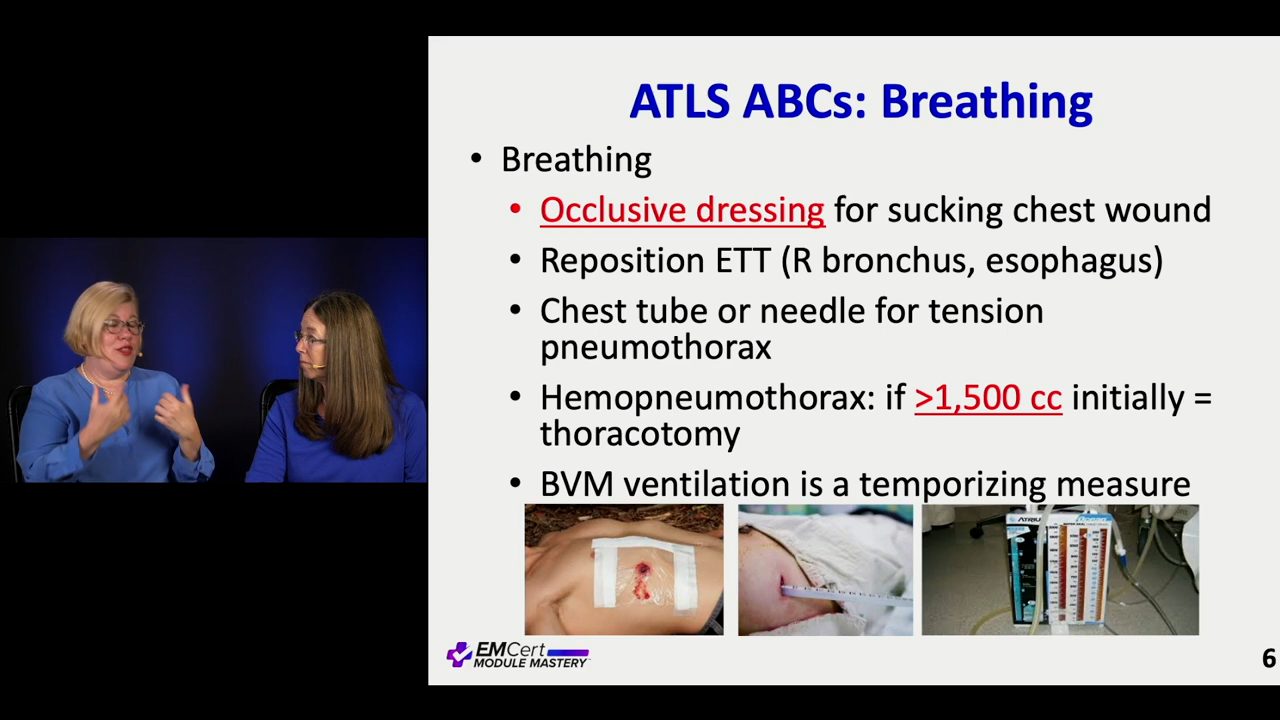 ATLS ABCs: Breathing
• Breathing
• Occlusive dressing for sucking chest wound
• Reposition ETT (R bronchus, esophagus)
• Chest tube or needle for tension
pneumothorax
• Hemopneumothorax: if >1,500 cc initially =
thoracotomy
• BVM ventilation is a temporizing measure
ATRIUM
EMCert
MODULE MASTERY
6